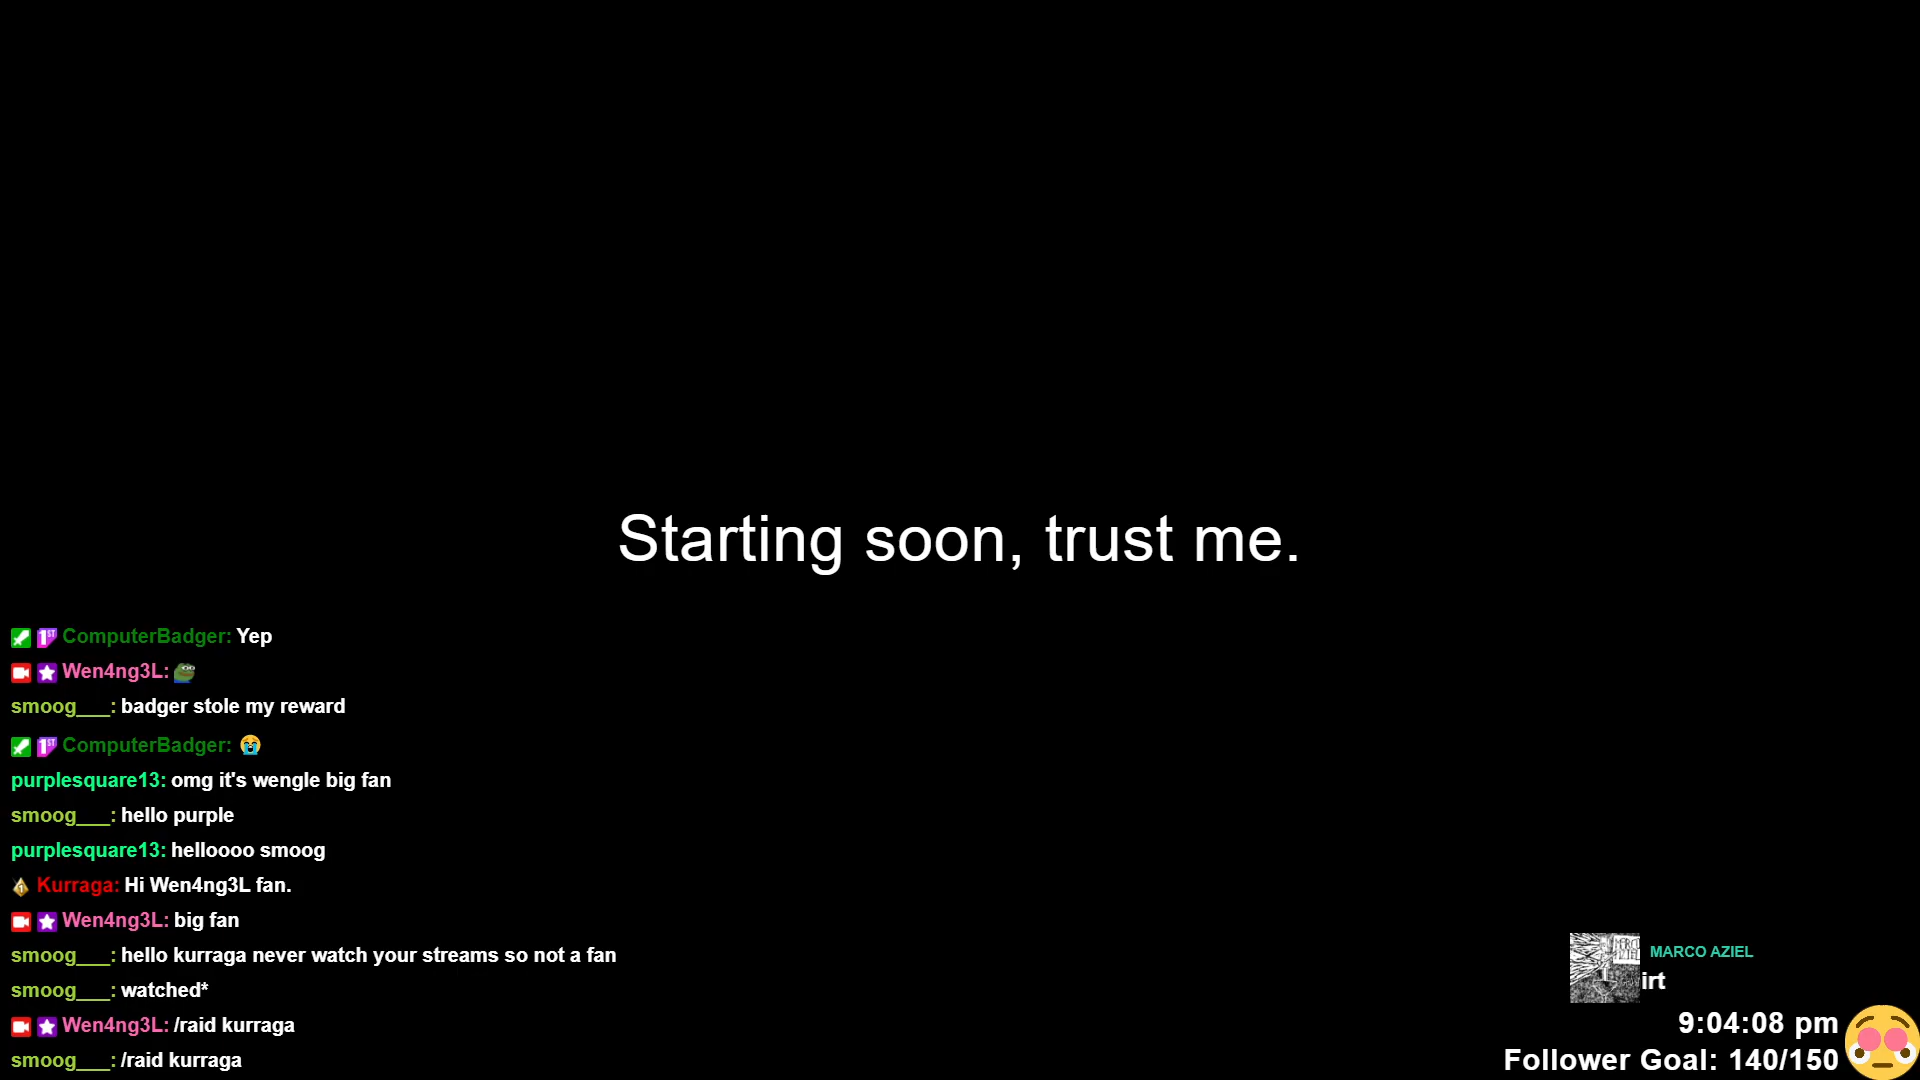 Starting soon, trust me.
ComputerBadger: Yep
Wen4ng3L:
smoog___: badger stole my reward
ComputerBadger: 😭
purplesquare13: omg it's wengle big fan
smoog___: hello purple
purplesquare13: helloooo smoog
Kurraga: Hi Wen4ng3L fan.
Wen4ng3L: big fan
smoog___: hello kurraga never watch your streams so not a fan
smoog___: watched*
Wen4ng3L: /raid kurraga
smoog___: /raid kurraga
MARCO AZIEL
irt
9:04:08 pm
Follower Goal: 140/150